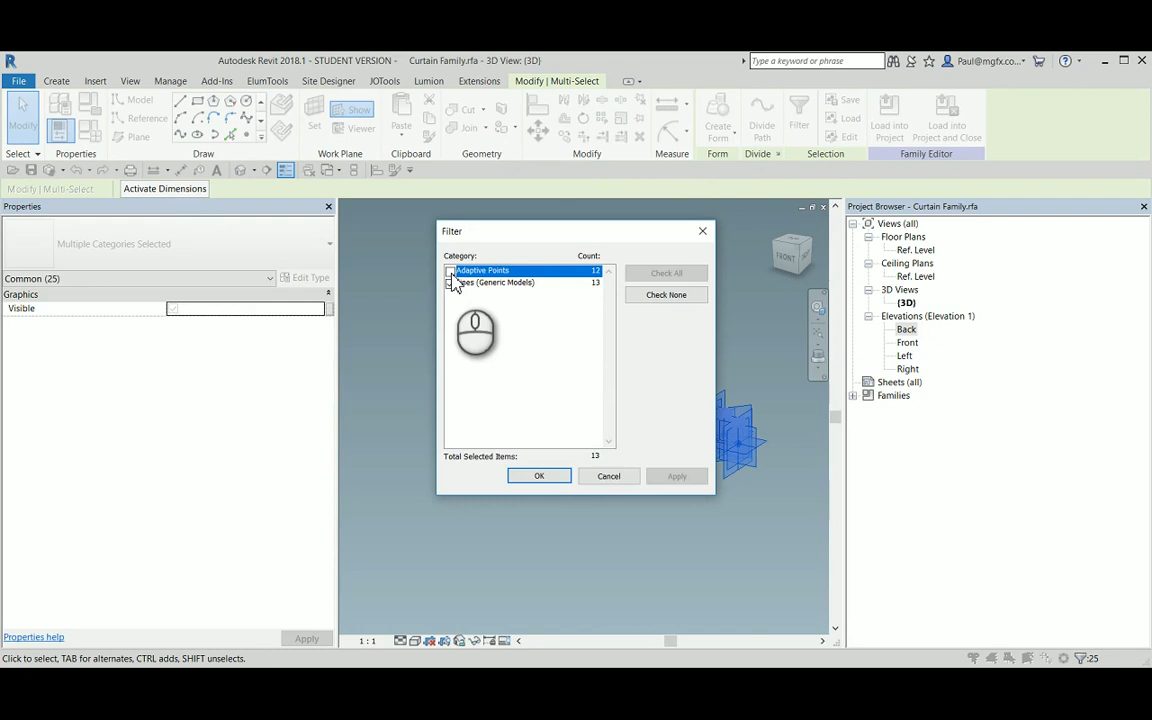 Autodesk Revit 2018.1 - STUDENT VERSION - Curtain Family.rfa - 3D View: {3D}
Type a keyword or phrase
Paul@mgfx.co...
File Create Insert View Manage Add-Ins ElumTools Site Designer JOTools Lumion Extensions Modify | Multi-Select
Modify
Model
Reference
Plane
Set
Show
Viewer
Paste
Cut
Join
Create Form
Divide Path
Filter
Save
Load
Edit
Load into Project
Load into Project and Close
Select Properties Draw Work Plane Clipboard Geometry Modify Measure Form Divide Selection Family Editor
Modify | Multi-Select Activate Dimensions
Properties
Multiple Categories Selected
Common (25) Edit Type
Graphics
Visible
Properties help Apply
Filter
Category: Count:
Adaptive Points 12
(Generic Models) 13
Check All
Check None
Total Selected Items: 13
OK Cancel Apply
FRONT
1:1
Project Browser - Curtain Family.rfa
Views (all)
Floor Plans
Ref. Level
Ceiling Plans
Ref. Level
3D Views
{3D}
Elevations (Elevation 1)
Back
Front
Left
Right
Sheets (all)
Families
Click to select, TAB for alternates, CTRL adds, SHIFT unselects.
:25